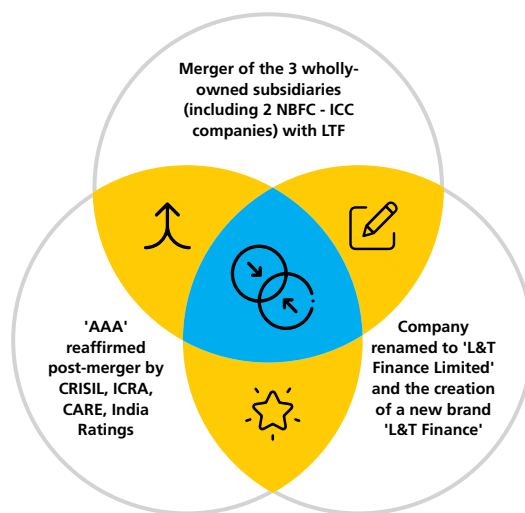 Merger of the 3 wholly-
owned subsidiaries
(including 2 NBFC - ICC
companies) with LTF
'AAA'
reaffirmed
post-merger by
CRISIL, ICRA,
CARE, India
Ratings
Company
renamed to 'L&T
Finance Limited'
and the creation
of a new brand
'L&T Finance'